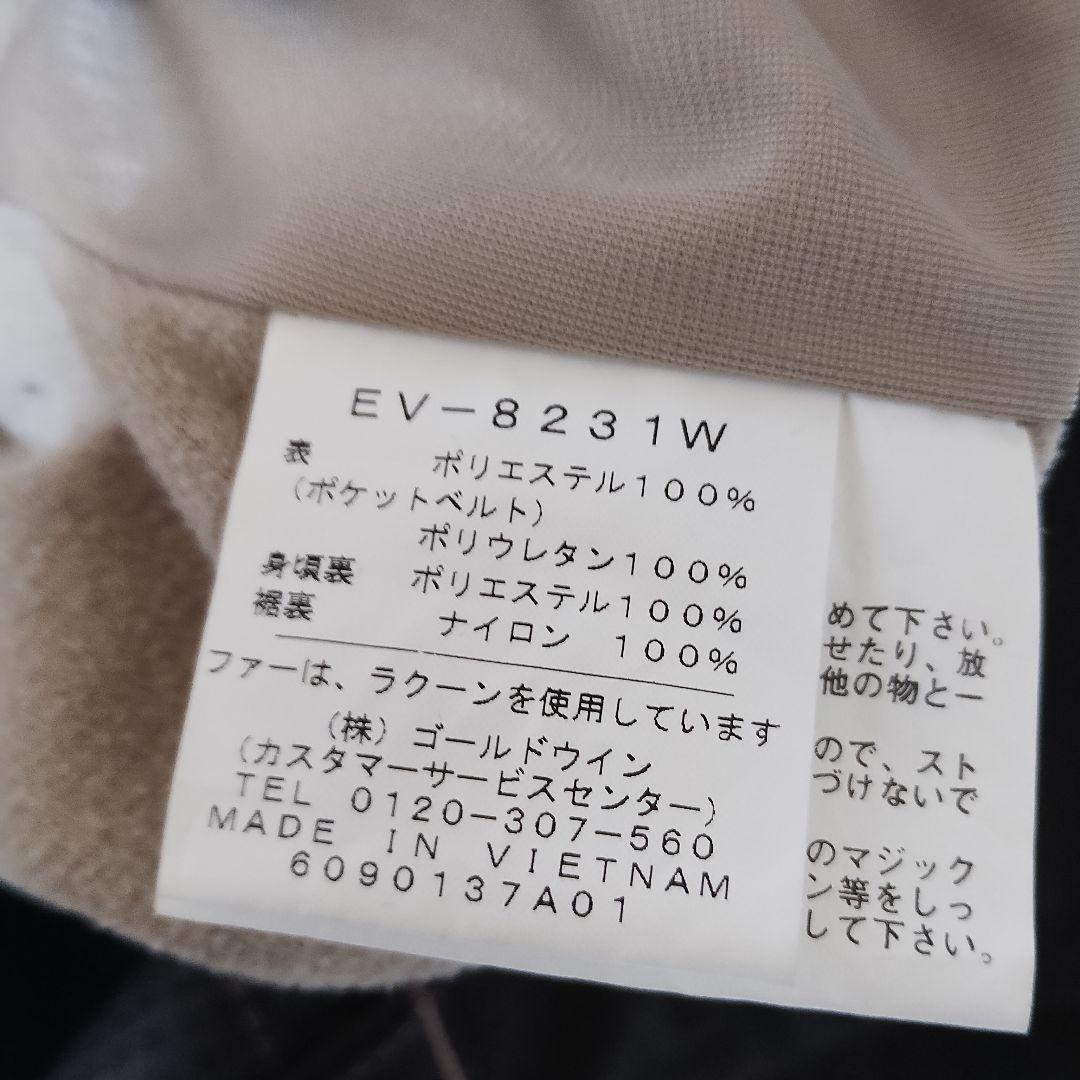 EV-8231W
表 ポリエステル100%
(ポケットベルト)
ポリウレタン100%
身頃裏 ポリエステル100%
裾裏 ナイロン 100%
ファーは、ラクーンを使用しています
(株)ゴールドウイン
(カスタマーサービスセンター)
TEL 0120-307-560
MADE IN VIETNAM
6090137A01
めて下さい。
せたり、放
他の物と一
ので、スト
づけないで
のマジック
ン等をしっ
して下さい。